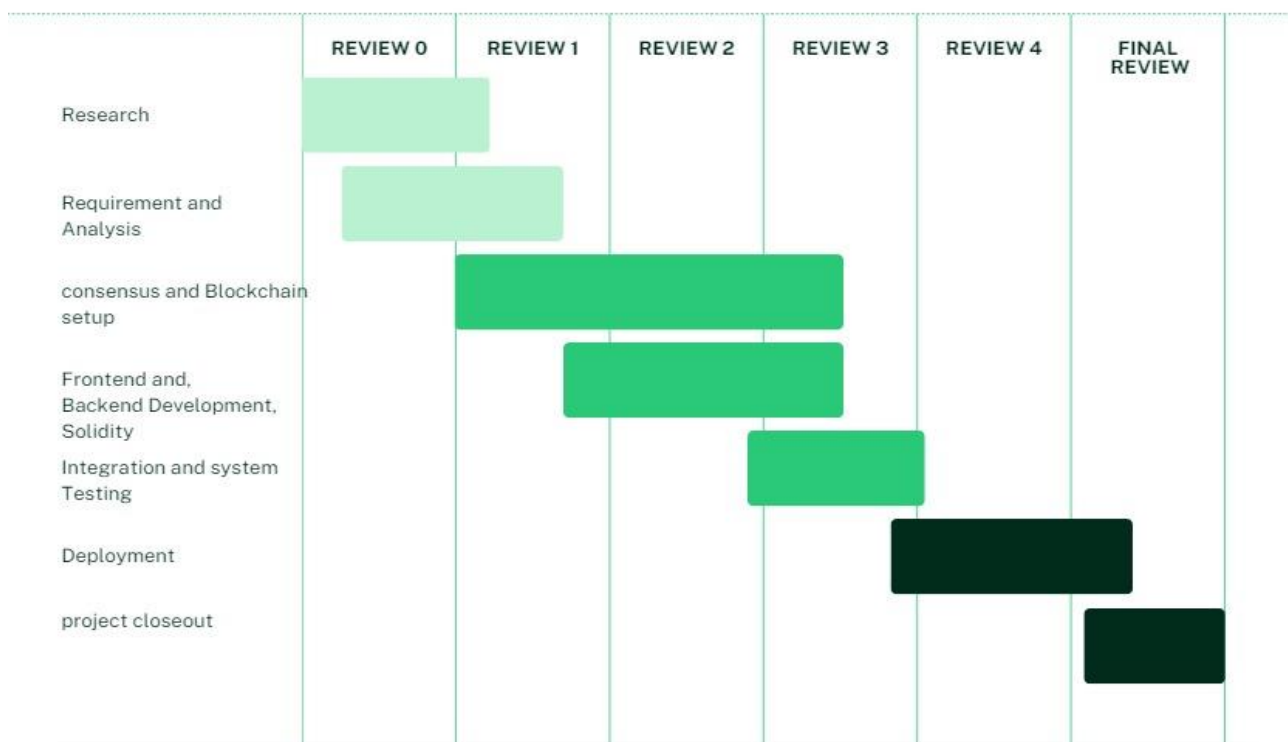 REVIEW 0
REVIEW 1
REVIEW 2
REVIEW 3
REVIEW 4
FINAL
REVIEW
Research
Requirement and
Analysis
consensus and Blockchain
setup
Frontend and,
Backend Development,
Solidity
Integration and system
Testing
Deployment
project closeout